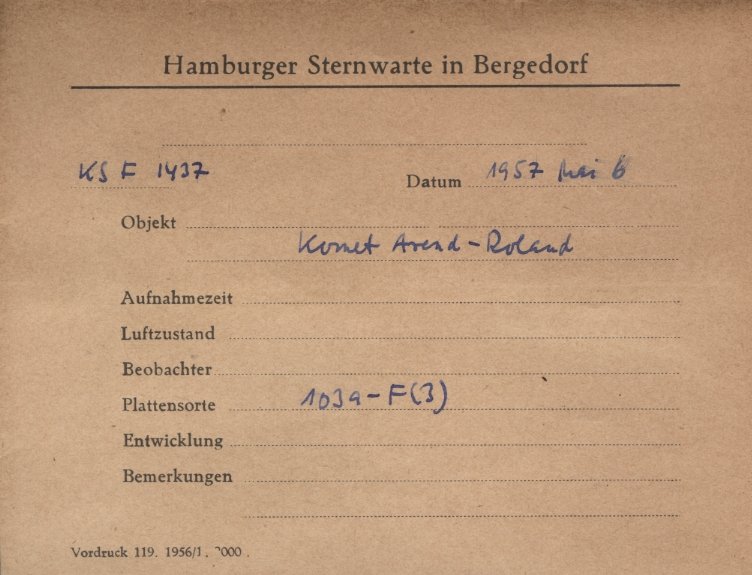 Hamburger Sternwarte in Bergedorf
KS F 1437
Datum 1957 Mai 6
Objekt
Komet Arend-Roland
Aufnahmezeit
Luftzustand
Beobachter
Plattensorte 103a-F(3)
Entwicklung
Bemerkungen
Vordruck 119. 1956/1.